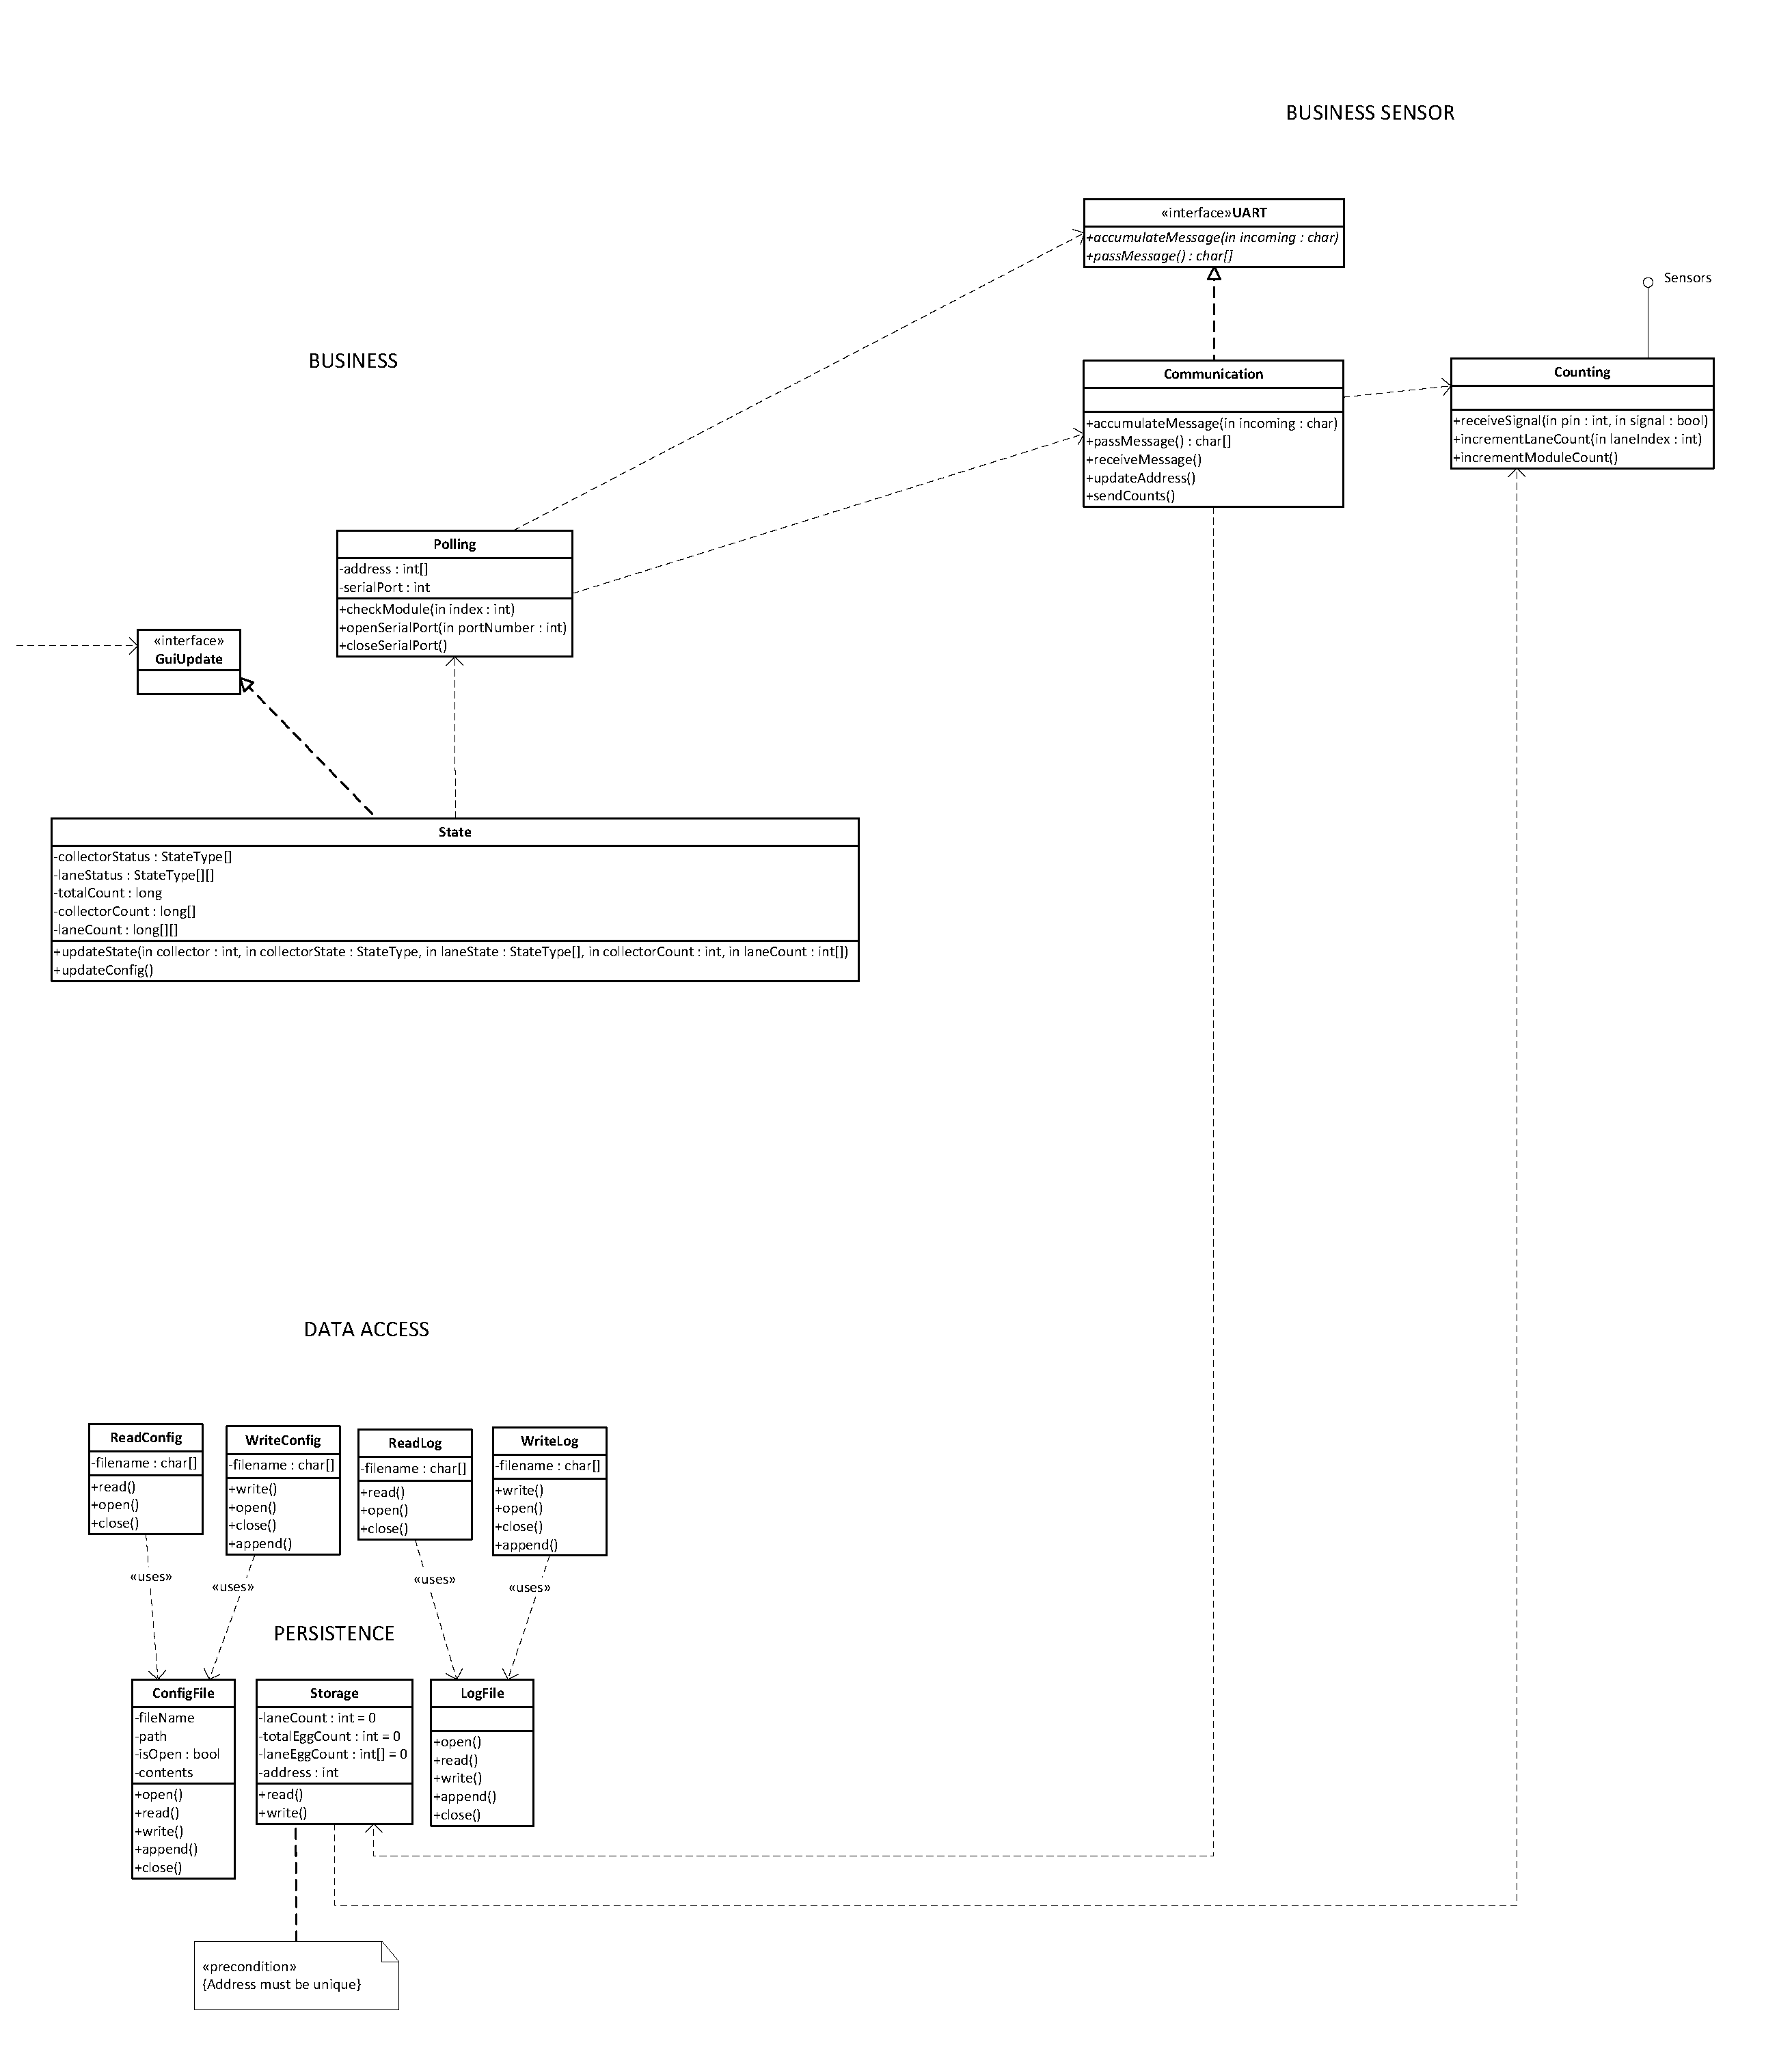 BUSINESS SENSOR
«interface»UART
+accumulateMessage(in incoming : char)
+passMessage() : char[]
Sensors
BUSINESS
Communication
+accumulateMessage(in incoming : char)
+passMessage() : char[]
+receiveMessage()
+updateAddress()
+sendCounts()
Counting
+receiveSignal(in pin : int, in signal : bool)
+incrementLaneCount(in laneIndex : int)
+incrementModuleCount()
Polling
-address : int[]
-serialPort : int
+checkModule(in index : int)
+openSerialPort(in portNumber : int)
+closeSerialPort()
«interface»
GuiUpdate
State
-collectorStatus : StateType[]
-laneStatus : StateType[][]
-totalCount : long
-collectorCount : long[]
-laneCount : long[][]
+updateState(in collector : int, in collectorState : StateType, in laneState : StateType[], in collectorCount : int, in laneCount : int[])
+updateConfig()
DATA ACCESS
ReadConfig
-filename : char[]
+read()
+open()
+close()
WriteConfig
-filename : char[]
+write()
+open()
+close()
+append()
ReadLog
-filename : char[]
+read()
+open()
+close()
WriteLog
-filename : char[]
+write()
+open()
+close()
+append()
«uses»
«uses»
«uses»
«uses»
PERSISTENCE
ConfigFile
-fileName
-path
-isOpen : bool
-contents
+open()
+read()
+write()
+append()
+close()
Storage
-laneCount : int = 0
-totalEggCount : int = 0
-laneEggCount : int[] = 0
-address : int
+read()
+write()
LogFile
+open()
+read()
+write()
+append()
+close()
«precondition»
{Address must be unique}